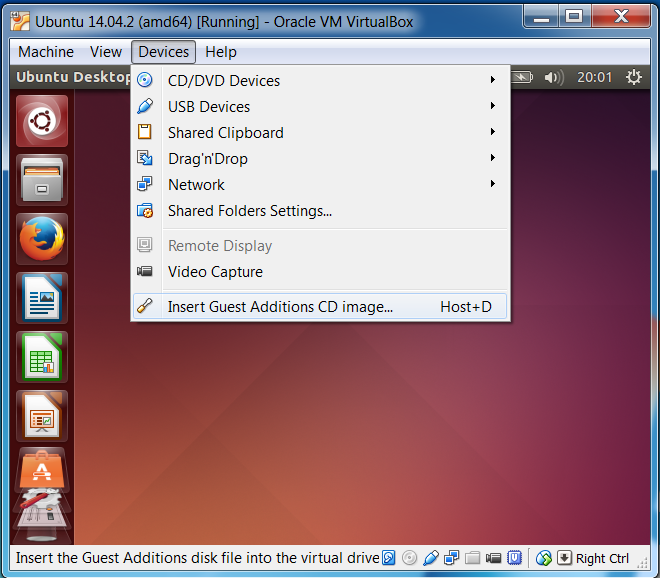 Ubuntu 14.04.2 (amd64) [Running] - Oracle VM VirtualBox
Machine View Devices Help
Ubuntu Desktop 20:01
CD/DVD Devices
USB Devices
Shared Clipboard
Drag'n'Drop
Network
Shared Folders Settings...
Remote Display
Video Capture
Insert Guest Additions CD image... Host+D
Insert the Guest Additions disk file into the virtual drive Right Ctrl